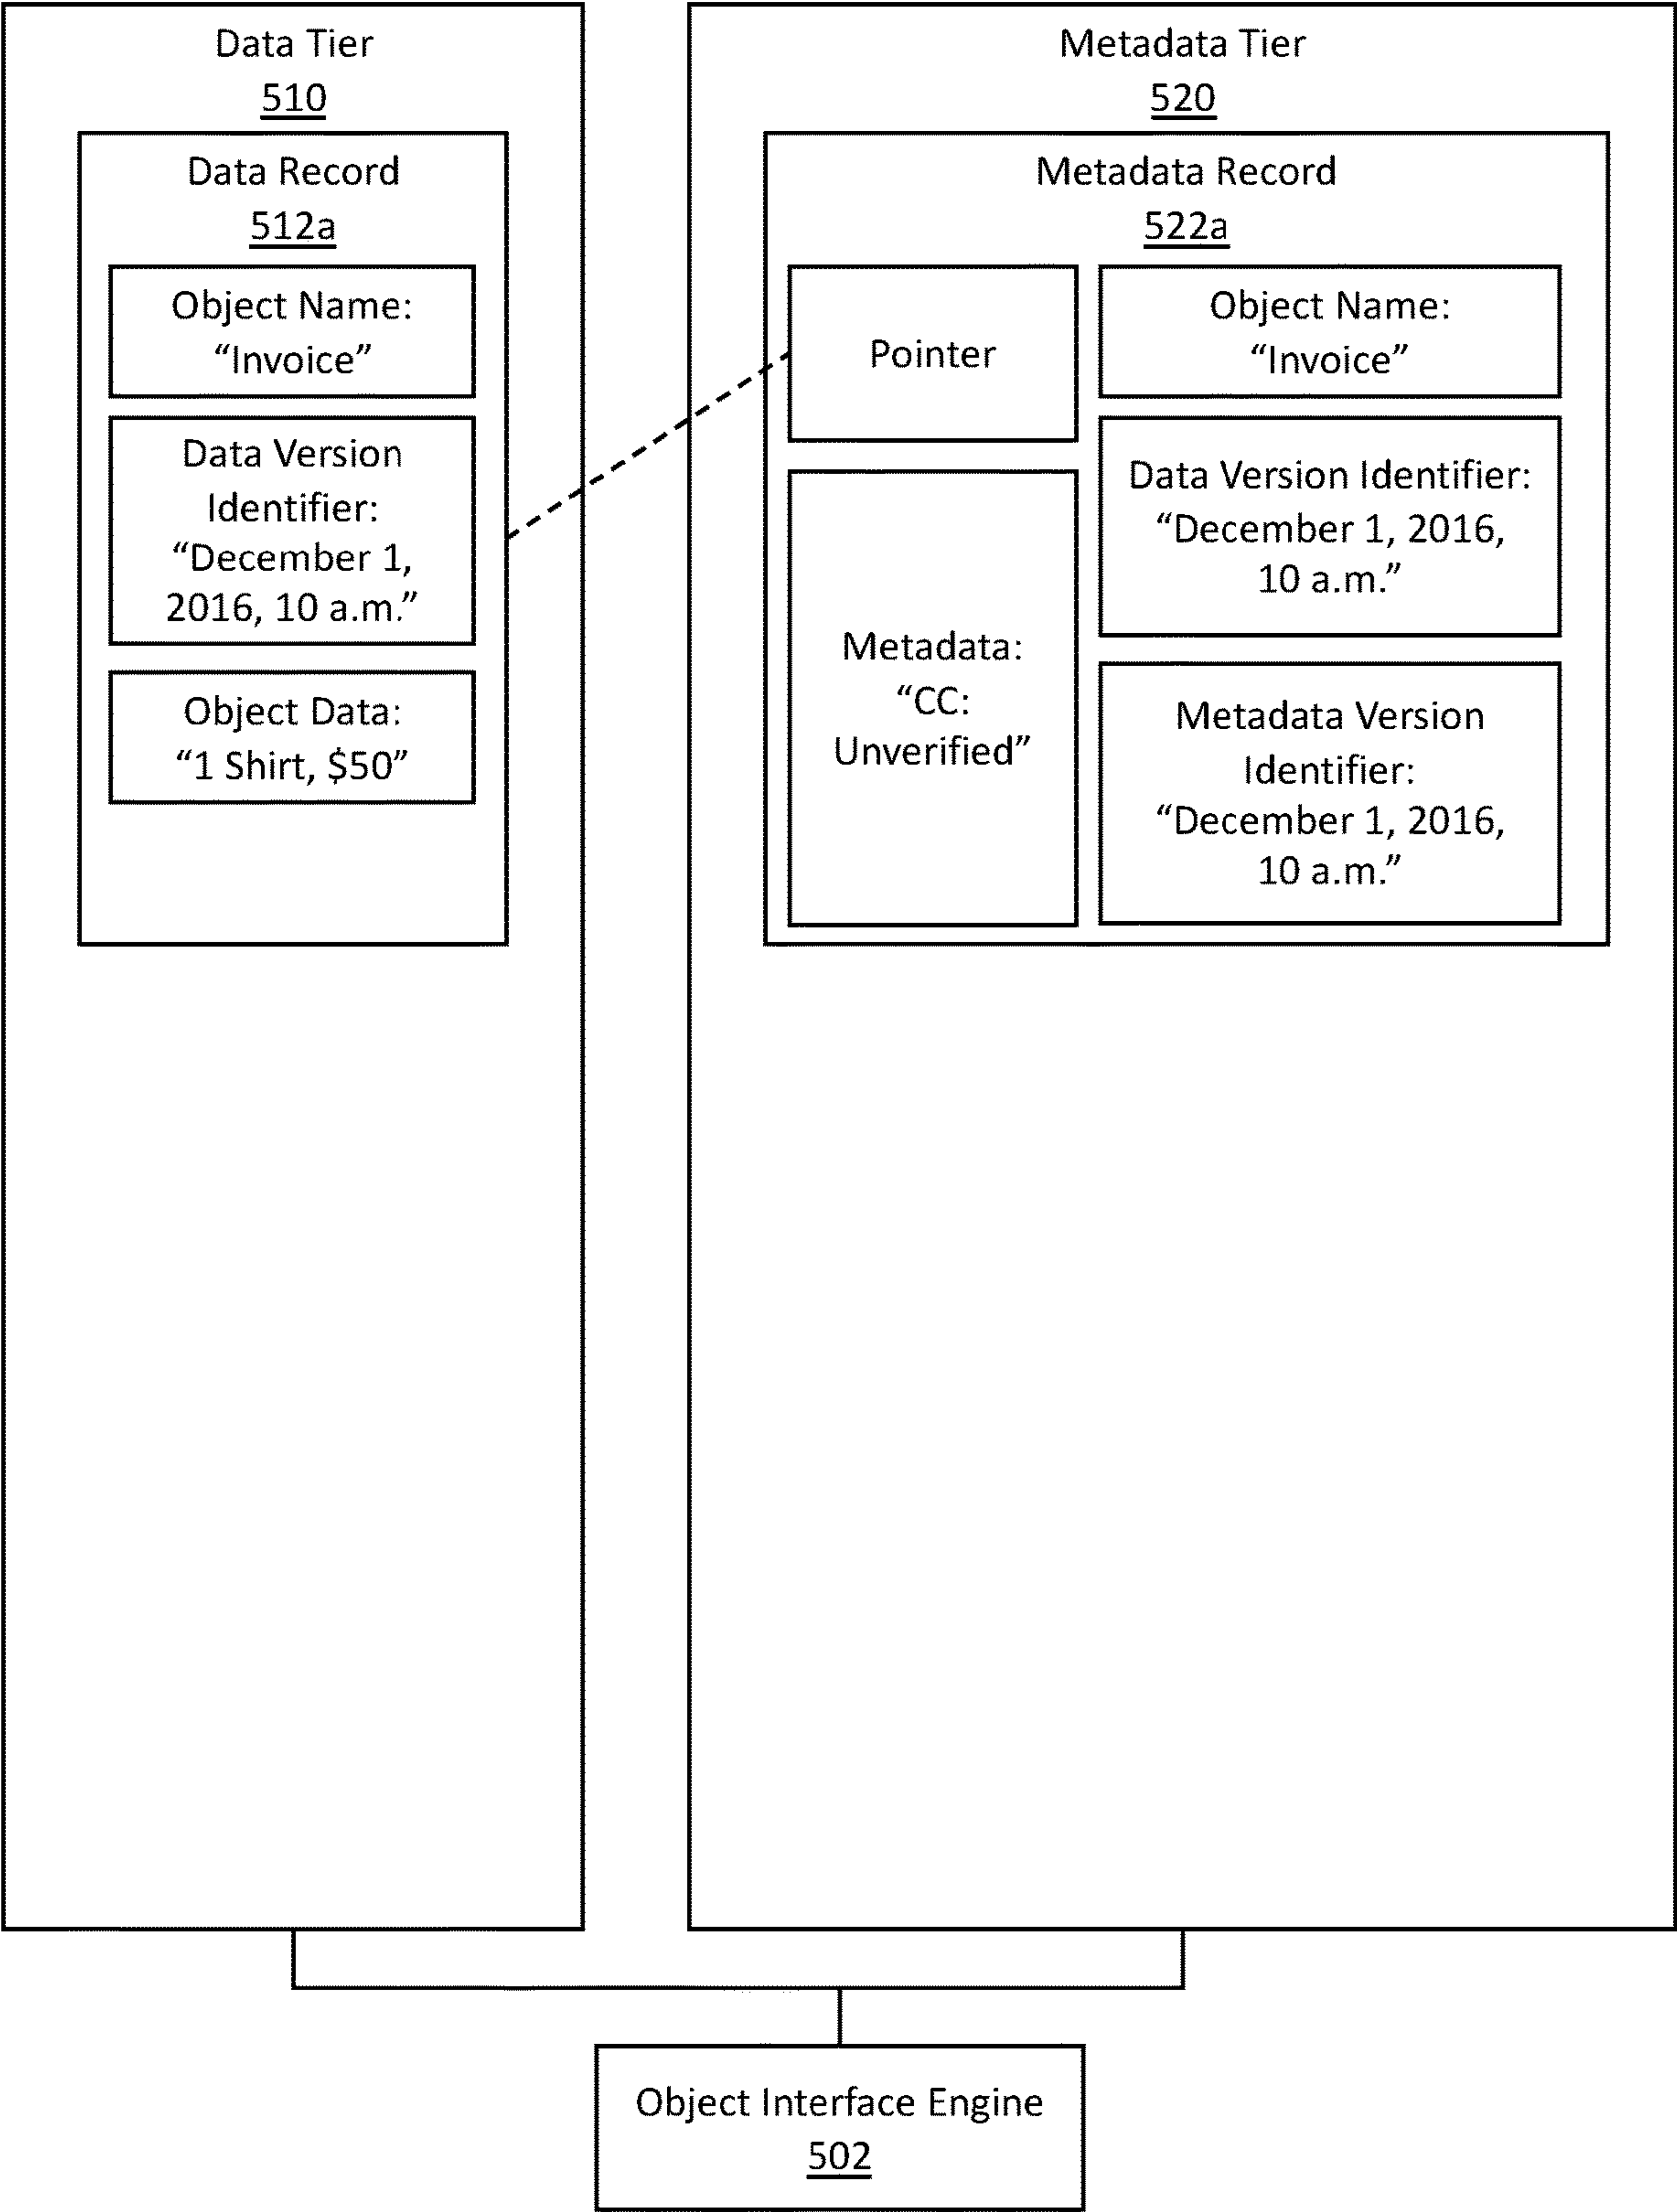 Data Tier
510
Data Record
512a
Object Name:
“Invoice”
Data Version
Identifier:
“December 1,
2016, 10 a.m.”
Object Data:
“1 Shirt, $50”
Metadata Tier
520
Metadata Record
522a
Pointer
Metadata:
“CC:
Unverified”
Object Name:
“Invoice”
Data Version Identifier:
“December 1, 2016,
10 a.m.”
Metadata Version
Identifier:
“December 1, 2016,
10 a.m.”
Object Interface Engine
502